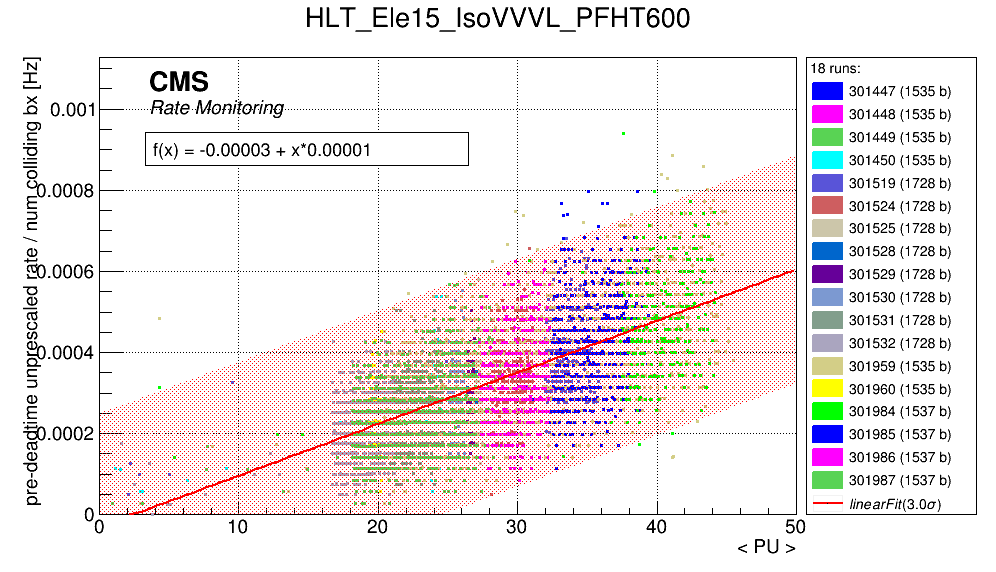 HLT_Ele15_IsoVVVL_PFHT600
pre-deadtime unprescaled rate / num colliding bx [Hz]
CMS
Rate Monitoring
f(x) = -0.00003 + x*0.00001
0.001
0.0008
0.0006
0.0004
0.0002
0
0 10 20 30 40 50
< PU >
18 runs:
301447 (1535 b)
301448 (1535 b)
301449 (1535 b)
301450 (1535 b)
301519 (1728 b)
301524 (1728 b)
301525 (1728 b)
301528 (1728 b)
301529 (1728 b)
301530 (1728 b)
301531 (1728 b)
301532 (1728 b)
301959 (1535 b)
301960 (1535 b)
301984 (1537 b)
301985 (1537 b)
301986 (1537 b)
301987 (1537 b)
linearFit(3.0σ)